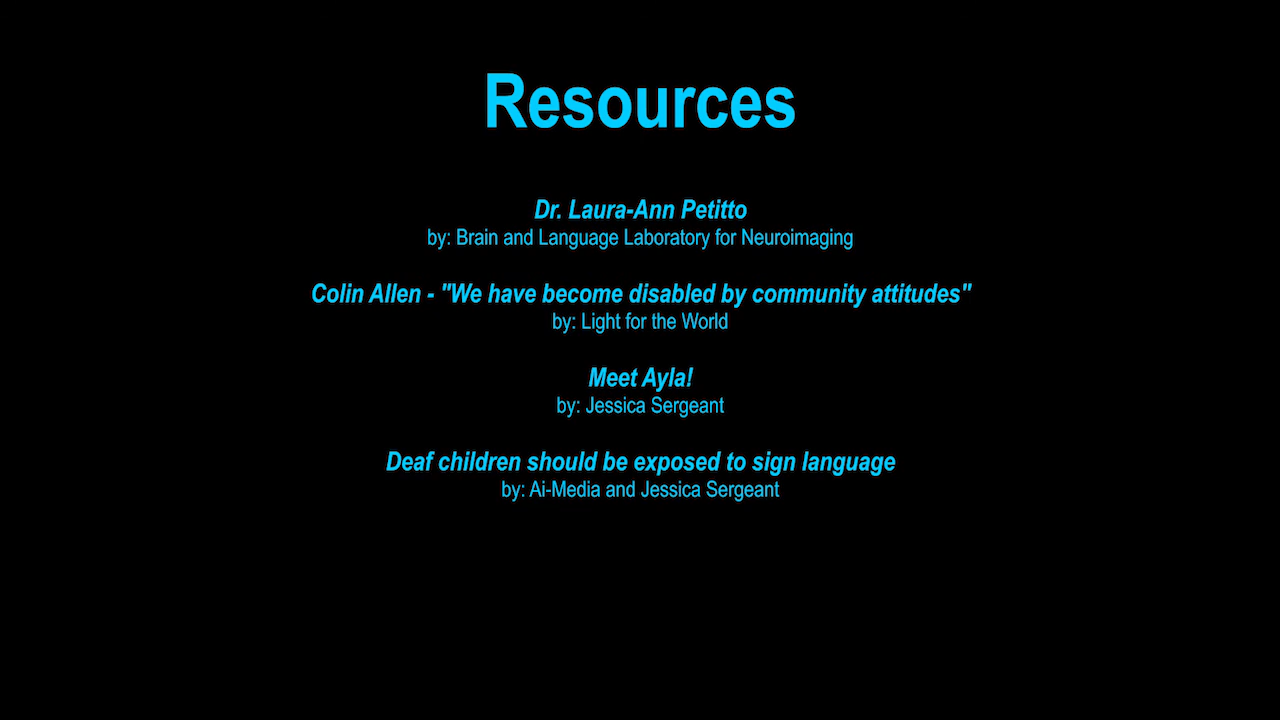 Resources
Dr. Laura-Ann Petitto
by: Brain and Language Laboratory for Neuroimaging
Colin Allen - "We have become disabled by community attitudes"
by: Light for the World
Meet Ayla!
by: Jessica Sergeant
Deaf children should be exposed to sign language
by: Ai-Media and Jessica Sergeant